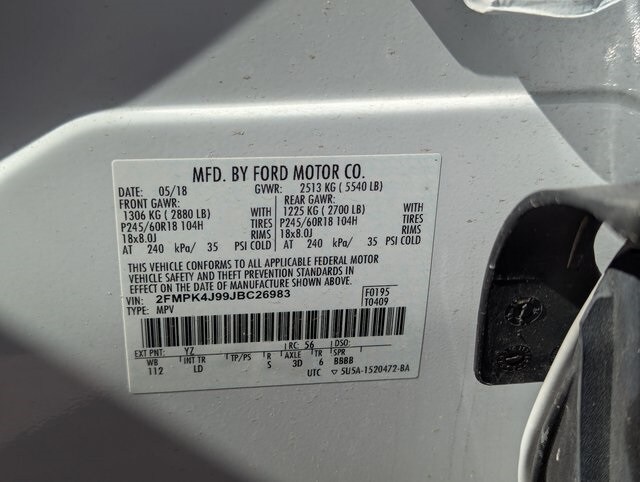 MFD. BY FORD MOTOR CO.
DATE: 05/18 GVWR: 2513 KG ( 5540 LB)
FRONT GAWR: REAR GAWR:
1306 KG ( 2880 LB) WITH 1225 KG ( 2700 LB) WITH
P245/60R18 104H TIRES P245/60R18 104H TIRES
18x8.0J RIMS 18x8.0J RIMS
AT 240 kPa/ 35 PSI COLD AT 240 kPa/ 35 PSI COLD
THIS VEHICLE CONFORMS TO ALL APPLICABLE FEDERAL MOTOR
VEHICLE SAFETY AND THEFT PREVENTION STANDARDS IN
EFFECT ON THE DATE OF MANUFACTURE SHOWN ABOVE.
VIN: 2FMPK4J99JBC26983 F0195
TYPE: MPV T0409
EXT PNT: YZ RC: 56 DSO:
WB INT TR TP/PS R AXLE TR SPR
112 LD S 3D 6 BBBB
UTC ▽ 5U5A-1520472-BA